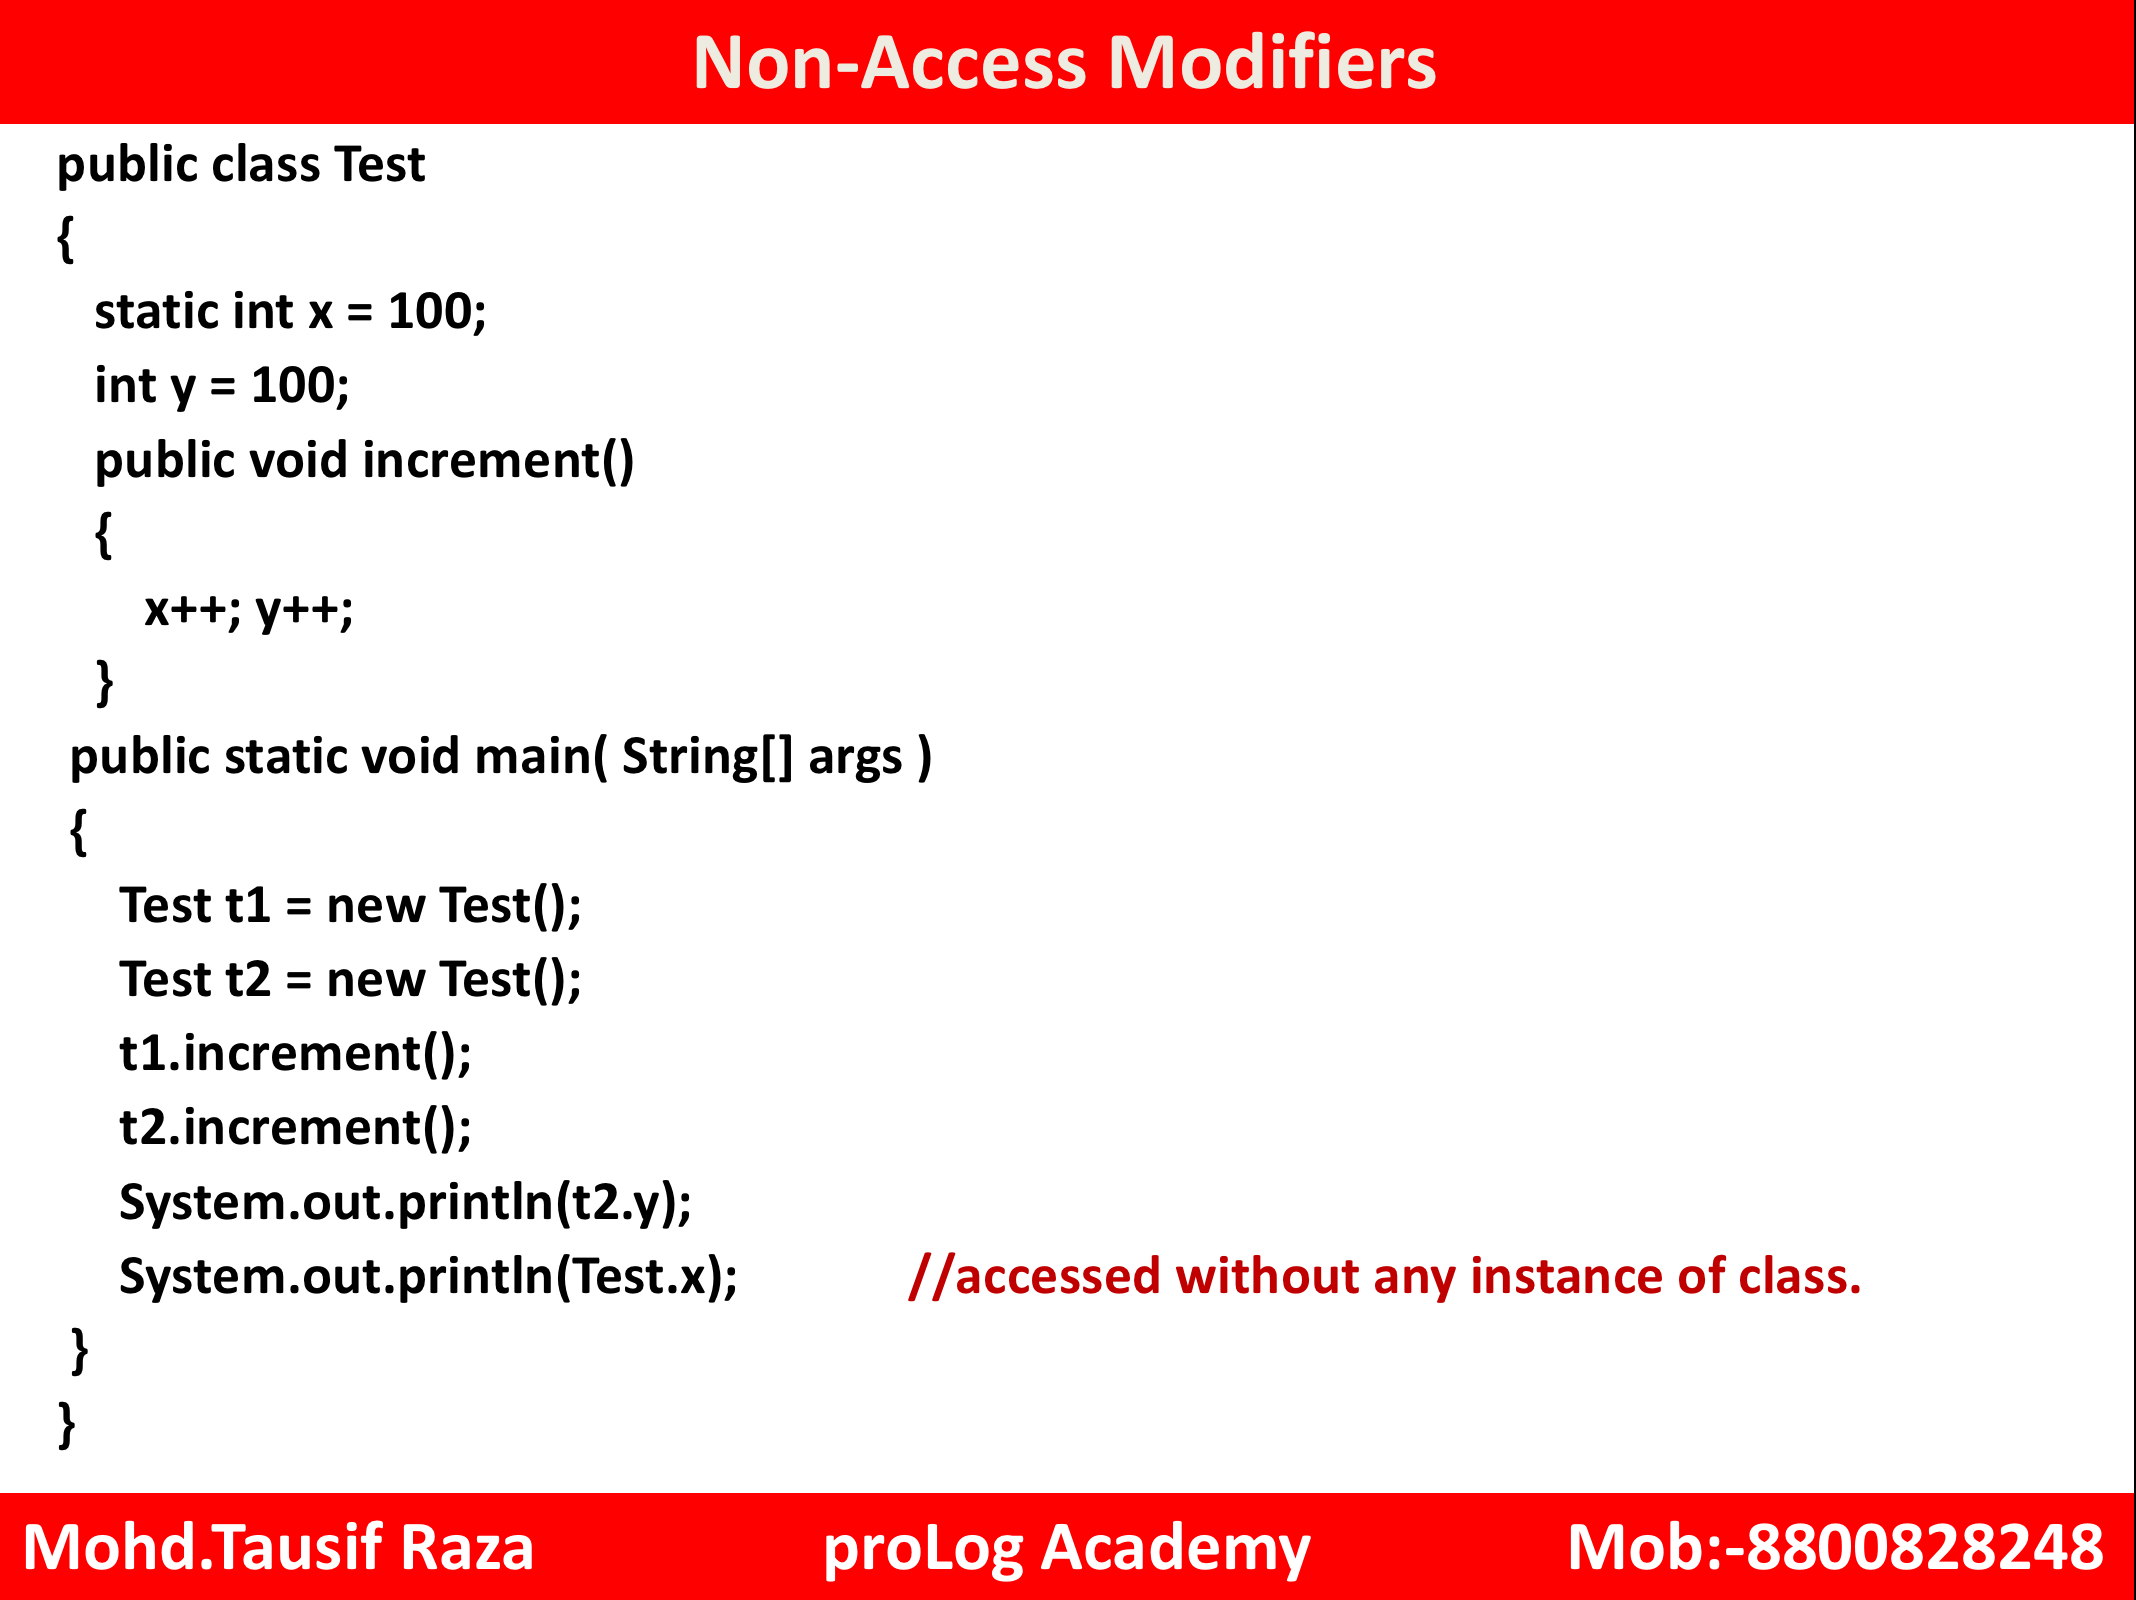 Non-Access Modifiers
public class Test
{
static int x = 100;
int y = 100;
public void increment()
{
x++; y++;
}
public static void main( String[] args )
{
Test t1 = new Test();
Test t2 = new Test();
t1.increment();
t2.increment();
System.out.println(t2.y);
System.out.println(Test.x); //accessed without any instance of class.
}
}
Mohd.Tausif Raza proLog Academy Mob:-8800828248